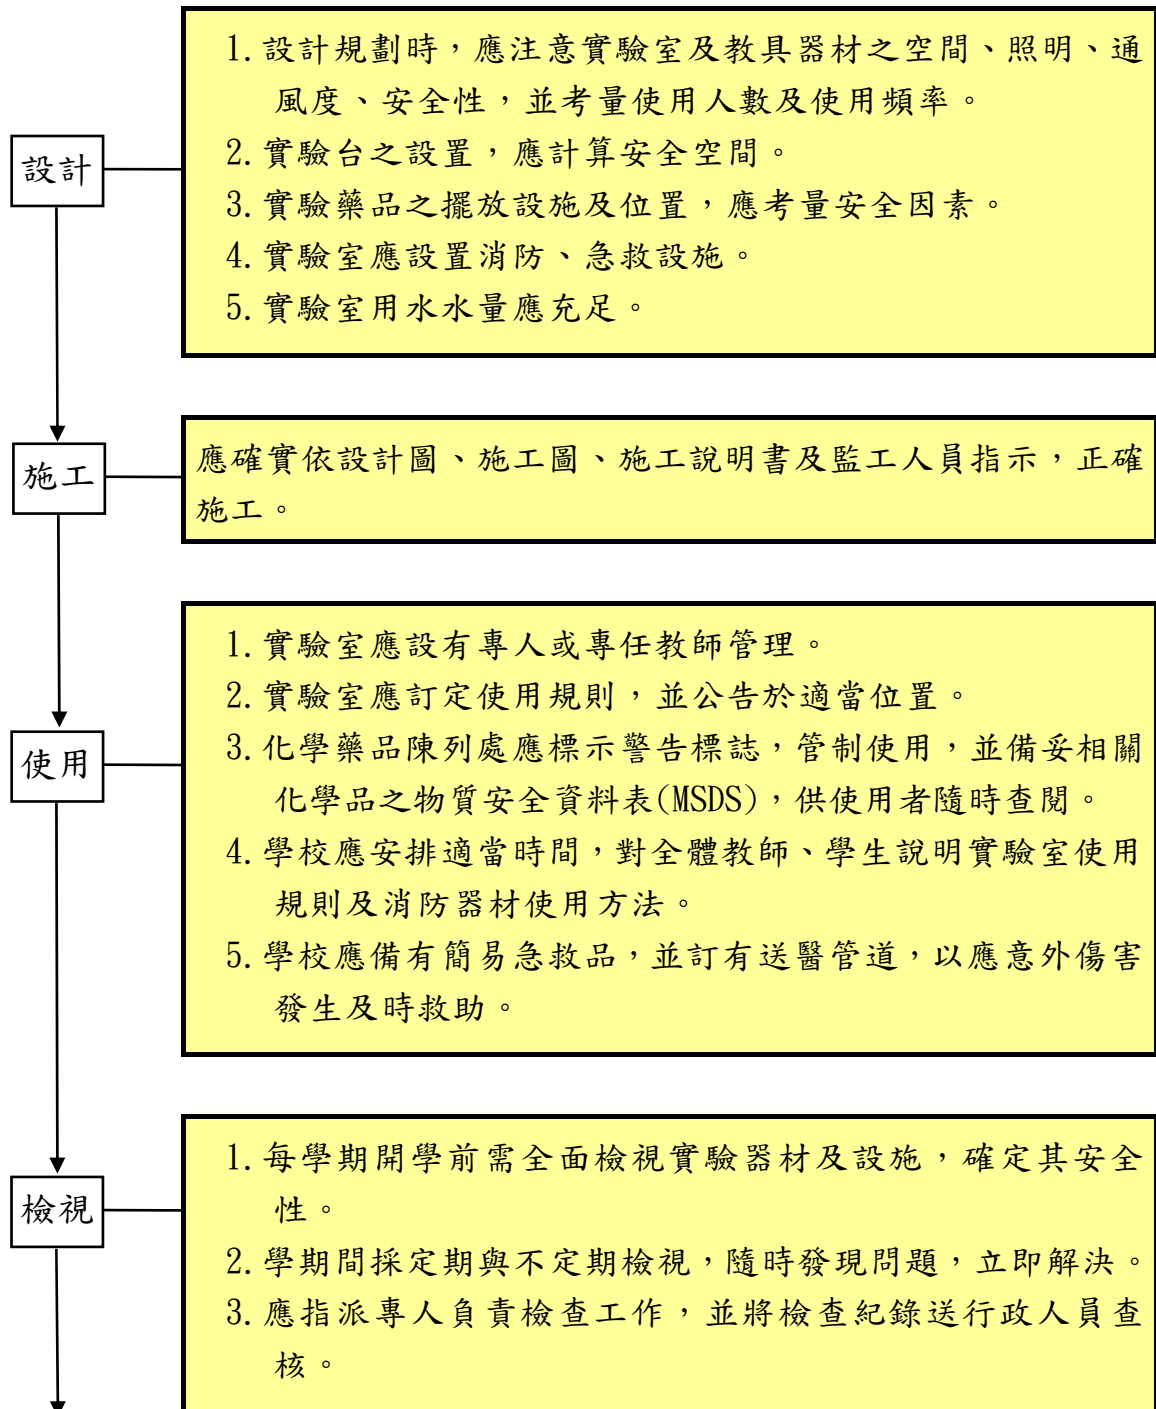 設計
1.設計規劃時，應注意實驗室及教具器材之空間、照明、通
風度、安全性，並考量使用人數及使用頻率。
2.實驗台之設置，應計算安全空間。
3.實驗藥品之擺放設施及位置，應考量安全因素。
4.實驗室應設置消防、急救設施。
5.實驗室用水水量應充足。
施工
應確實依設計圖、施工圖、施工說明書及監工人員指示，正確
施工。
使用
1.實驗室應設有專人或專任教師管理。
2.實驗室應訂定使用規則，並公告於適當位置。
3.化學藥品陳列處應標示警告標誌，管制使用，並備妥相關
化學品之物質安全資料表(MSDS)，供使用者隨時查閱。
4.學校應安排適當時間，對全體教師、學生說明實驗室使用
規則及消防器材使用方法。
5.學校應備有簡易急救品，並訂有送醫管道，以應意外傷害
發生及時救助。
檢視
1.每學期開學前需全面檢視實驗器材及設施，確定其安全
性。
2.學期間採定期與不定期檢視，隨時發現問題，立即解決。
3.應指派專人負責檢查工作，並將檢查紀錄送行政人員查
核。